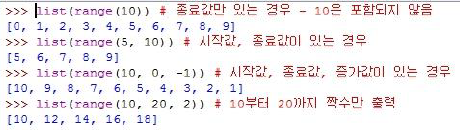 >>> list(range(10)) # 종료값만 있는 경우 - 10은 포함되지 않음
[0, 1, 2, 3, 4, 5, 6, 7, 8, 9]
>>> list(range(5, 10)) # 시작값, 종료값이 있는 경우
[5, 6, 7, 8, 9]
>>> list(range(10, 0, -1)) # 시작값, 종료값, 증가값이 있는 경우
[10, 9, 8, 7, 6, 5, 4, 3, 2, 1]
>>> list(range(10, 20, 2)) # 10부터 20까지 짝수만 출력
[10, 12, 14, 16, 18]